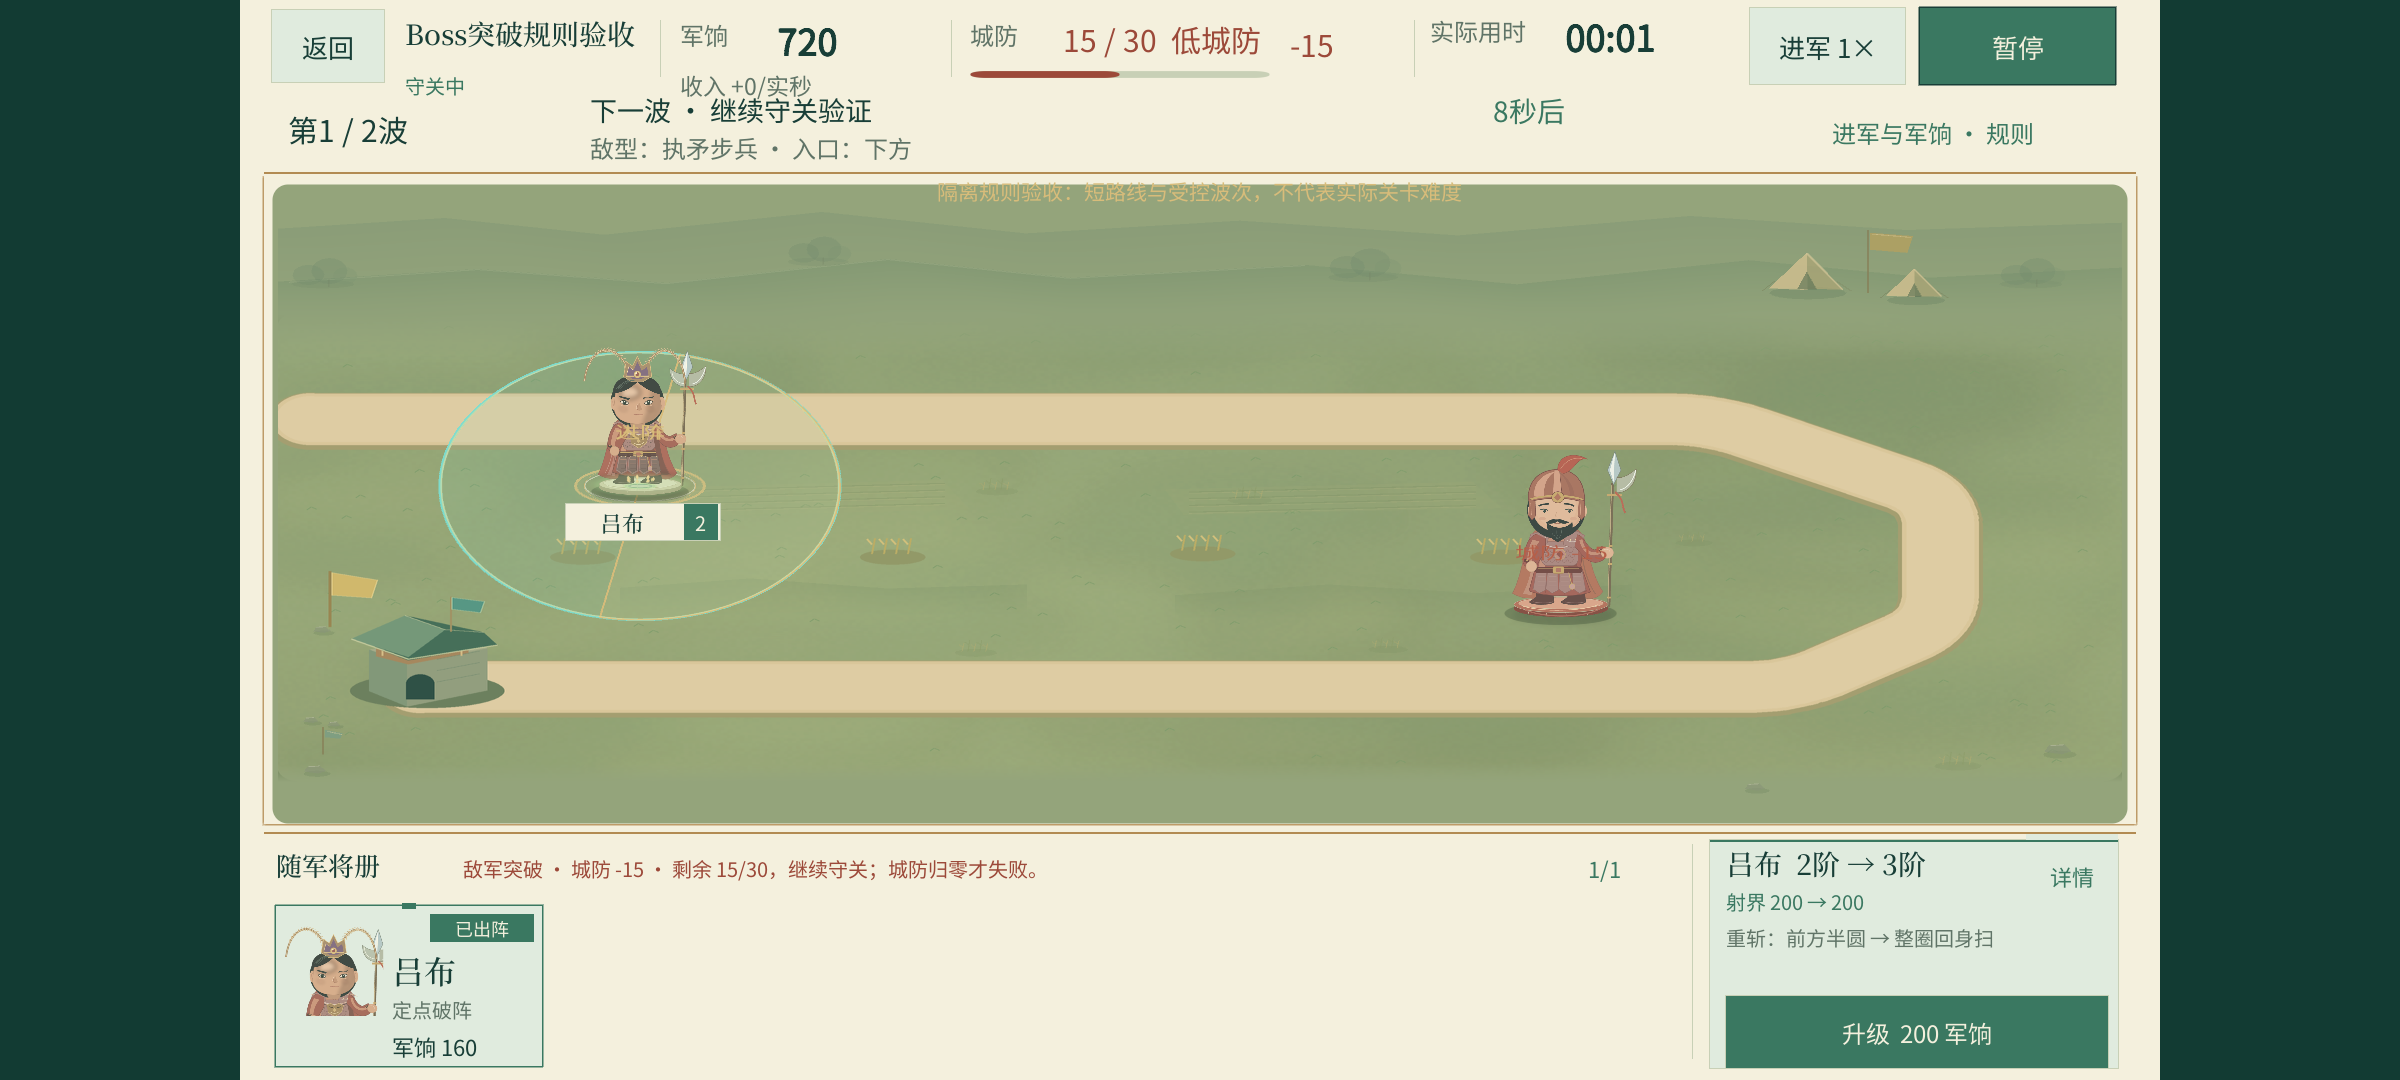 返回
Boss突破规则验收
守关中
军饷 720
收入 +0/实秒
城防 15 / 30 低城防 -15
实际用时 00:01
进军 1×
暂停
第1 / 2波
下一波 · 继续守关验证
敌型：执矛步兵 · 入口：下方
8秒后
进军与军饷 · 规则
隔离规则验收：短路线与受控波次，不代表实际关卡难度
吕布 2
随军将册
敌军突破 · 城防 -15 · 剩余 15/30，继续守关；城防归零才失败。
1/1
已出阵
吕布
定点破阵
军饷 160
吕布 2阶 → 3阶
详情
射界 200 → 200
重斩：前方半圆 → 整圈回身扫
升级 200 军饷